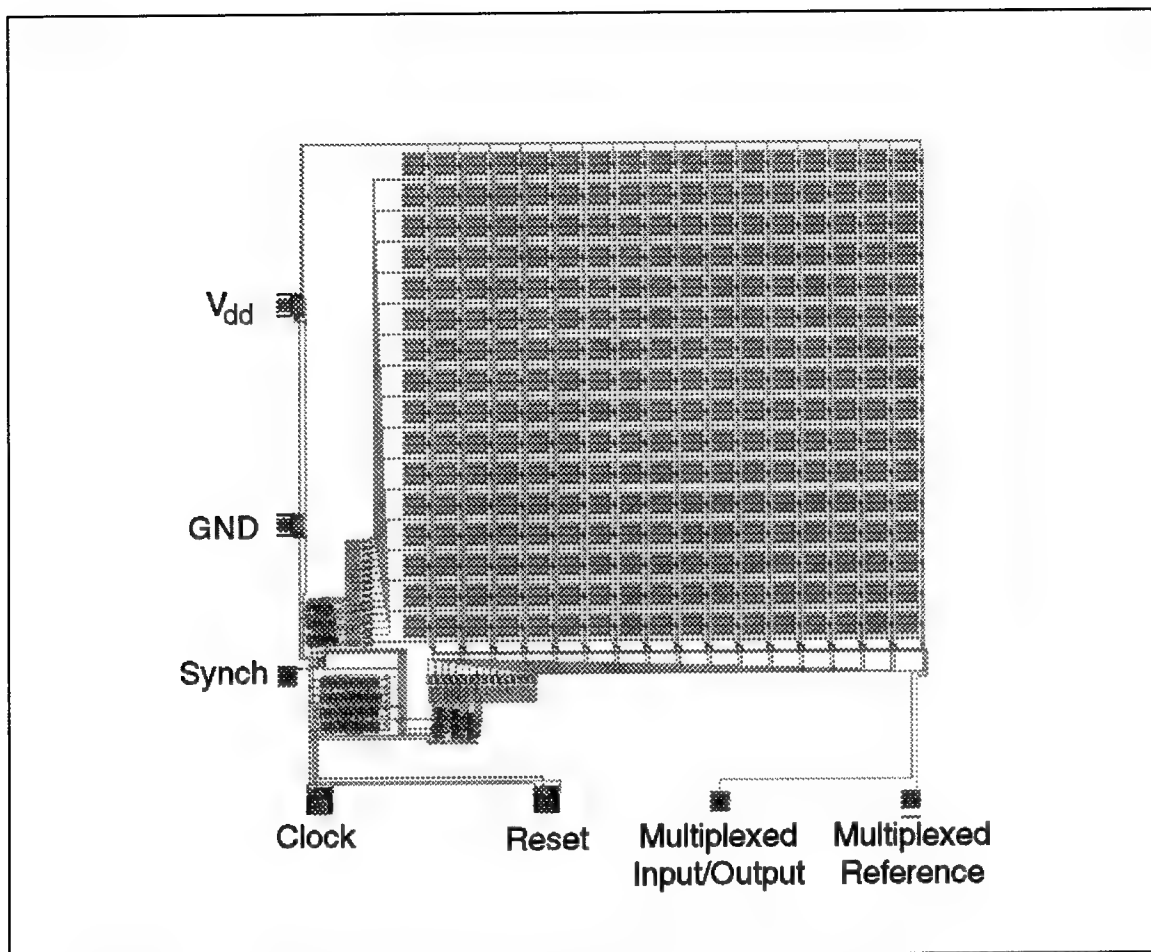 Vdd
GND
Synch
Clock
Reset
Multiplexed
Input/Output
Multiplexed
Reference